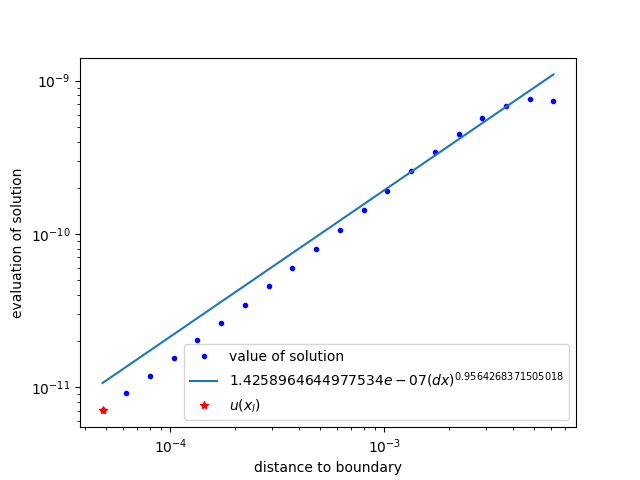 10⁻⁹
10⁻¹⁰
10⁻¹¹
evaluation of solution
value of solution
1.4258964644977534e − 07(dx)^0.9564268371505018
u(x_l)
10⁻⁴ 10⁻³
distance to boundary